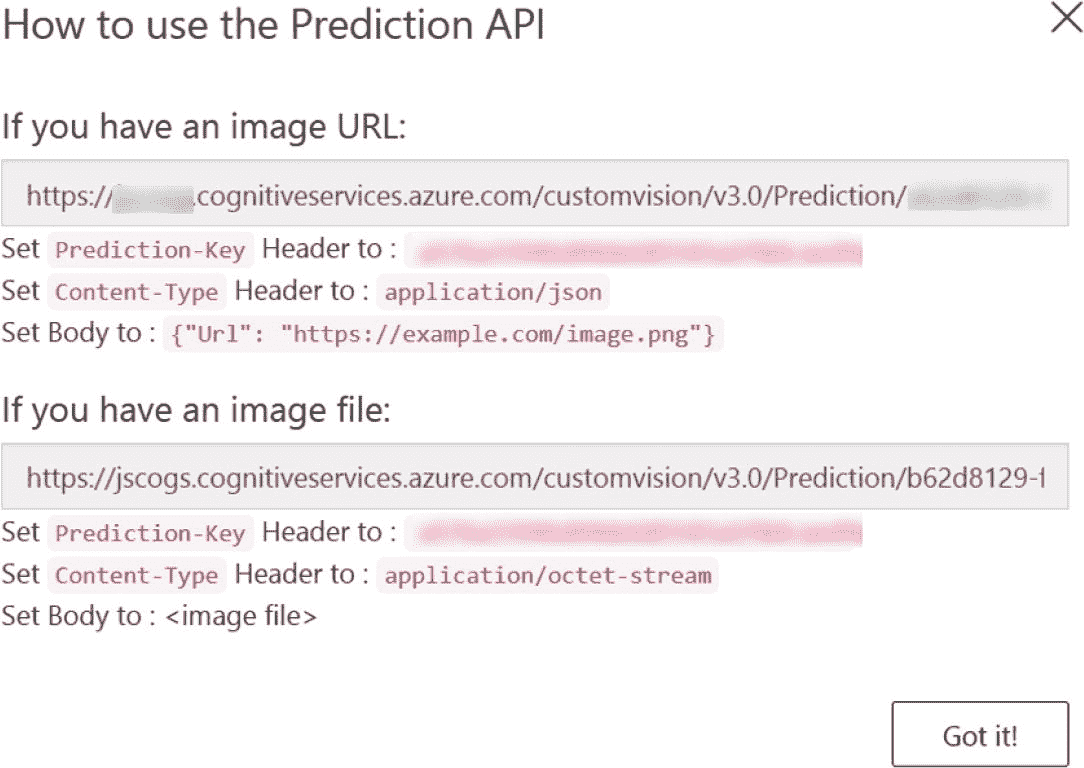 How to use the Prediction API
If you have an image URL:
https:// .cognitiveservices.azure.com/customvision/v3.0/Prediction/
Set Prediction-Key Header to :
Set Content-Type Header to : application/json
Set Body to : {"Url": "https://example.com/image.png"}
If you have an image file:
https://jscogs.cognitiveservices.azure.com/customvision/v3.0/Prediction/b62d8129-f
Set Prediction-Key Header to :
Set Content-Type Header to : application/octet-stream
Set Body to : <image file>
Got it!